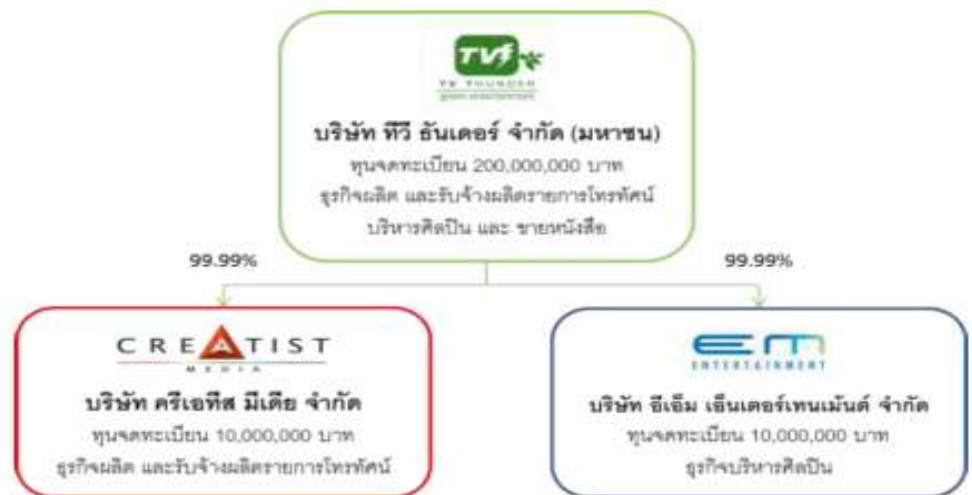 TVt
TV THUNDER
green entertainment
บริษัท ทีวี ธันเดอร์ จำกัด (มหาชน)
ทุนจดทะเบียน 200,000,000 บาท
ธุรกิจผลิต และรับจ้างผลิตรายการโทรทัศน์
บริหารศิลปิน และ ขายหนังสือ
99.99%
99.99%
CREATIST
MEDIA
บริษัท ครีเอทีส มีเดีย จำกัด
ทุนจดทะเบียน 10,000,000 บาท
ธุรกิจผลิต และรับจ้างผลิตรายการโทรทัศน์
em
ENTERTAINMENT
บริษัท อีเอ็ม เอ็นเตอร์เทนเม้นต์ จำกัด
ทุนจดทะเบียน 10,000,000 บาท
ธุรกิจบริหารศิลปิน